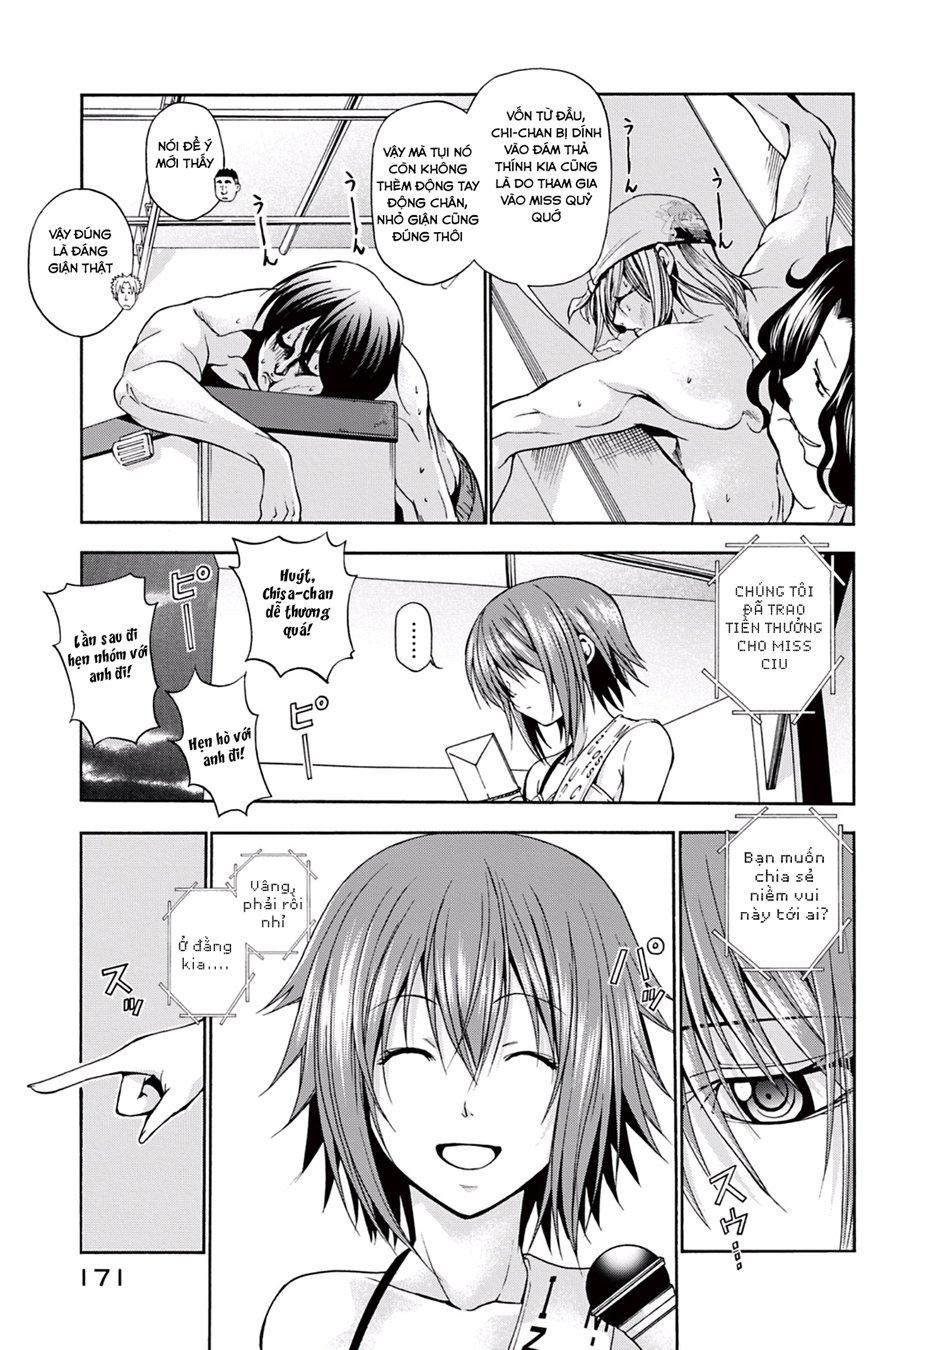 VỐN TỪ ĐẦU,
CHI-CHAN BỊ DÍNH
VÀO ĐÁM THẢ
THÍNH KIA CŨNG
LÀ DO THAM GIA
VÀO MISS QUỶ
QUỚ
VẬY MÀ TỤI NÓ
CÒN KHÔNG
THÈM ĐỘNG TAY
ĐỘNG CHÂN,
NHỎ GIẬN CŨNG
ĐÚNG THÔI
うーん
うーん
うーん
うーん
NÓI ĐỂ Ý
MỚI THẤY
VẬY ĐÚNG
LÀ ĐÁNG
GIẬN THẬT
CHÚNG TÔI
ĐÃ TRAO
TIỀN THƯỞNG
CHO MISS
CIU
......
Huýt,
Chisa-chan
dễ thương
quá!
ピー
ピー
Hẹn hò với
anh đi!
Lần sau đi
hẹn nhóm với
anh đi!
Bạn muốn
chia sẻ
niềm vui
này tới ai?
スゥ…
パッ
Vâng,
phải rồi
nhỉ
Ở đằng
kia....
スッ
171